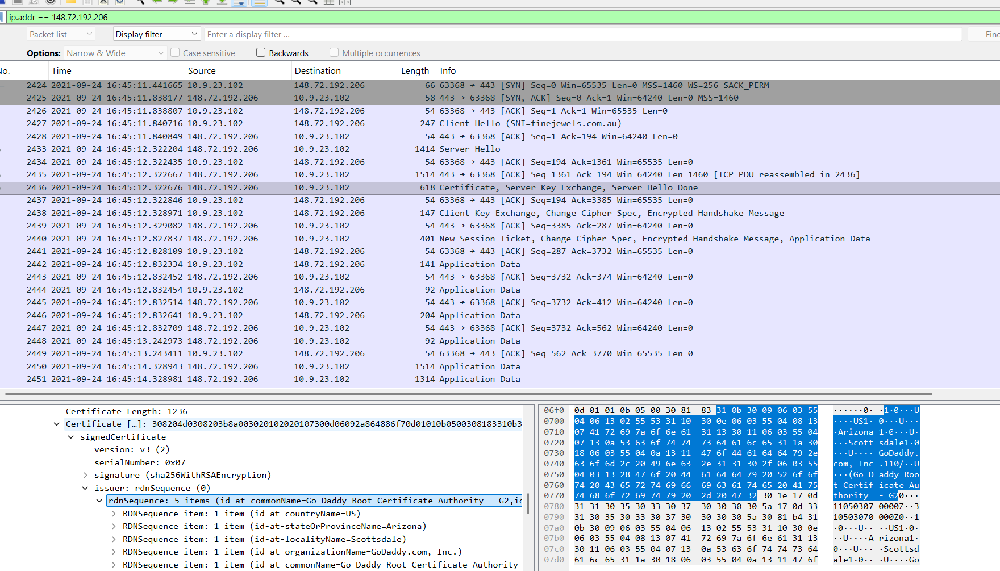 ip.addr == 148.72.192.206
Packet list Display filter Enter a display filter ... Find
Options: Narrow & Wide Case sensitive Backwards Multiple occurrences
No. Time Source Destination Length Info
2424 2021-09-24 16:45:11.441665 10.9.23.102 148.72.192.206 66 63368 → 443 [SYN] Seq=0 Win=65535 Len=0 MSS=1460 WS=256 SACK_PERM
2425 2021-09-24 16:45:11.838177 148.72.192.206 10.9.23.102 58 443 → 63368 [SYN, ACK] Seq=0 Ack=1 Win=64240 Len=0 MSS=1460
2426 2021-09-24 16:45:11.838807 10.9.23.102 148.72.192.206 54 63368 → 443 [ACK] Seq=1 Ack=1 Win=65535 Len=0
2427 2021-09-24 16:45:11.840716 10.9.23.102 148.72.192.206 247 Client Hello (SNI=finejewels.com.au)
2428 2021-09-24 16:45:11.840849 148.72.192.206 10.9.23.102 54 443 → 63368 [ACK] Seq=1 Ack=194 Win=64240 Len=0
2433 2021-09-24 16:45:12.322204 148.72.192.206 10.9.23.102 1414 Server Hello
2434 2021-09-24 16:45:12.322435 10.9.23.102 148.72.192.206 54 63368 → 443 [ACK] Seq=194 Ack=1361 Win=65535 Len=0
2435 2021-09-24 16:45:12.322667 148.72.192.206 10.9.23.102 1514 443 → 63368 [ACK] Seq=1361 Ack=194 Win=64240 Len=1460 [TCP PDU reassembled in 2436]
2436 2021-09-24 16:45:12.322676 148.72.192.206 10.9.23.102 618 Certificate, Server Key Exchange, Server Hello Done
2437 2021-09-24 16:45:12.322846 10.9.23.102 148.72.192.206 54 63368 → 443 [ACK] Seq=194 Ack=3385 Win=65535 Len=0
2438 2021-09-24 16:45:12.328971 10.9.23.102 148.72.192.206 147 Client Key Exchange, Change Cipher Spec, Encrypted Handshake Message
2439 2021-09-24 16:45:12.329082 148.72.192.206 10.9.23.102 54 443 → 63368 [ACK] Seq=3385 Ack=287 Win=64240 Len=0
2440 2021-09-24 16:45:12.827837 148.72.192.206 10.9.23.102 401 New Session Ticket, Change Cipher Spec, Encrypted Handshake Message, Application Data
2441 2021-09-24 16:45:12.828109 10.9.23.102 148.72.192.206 54 63368 → 443 [ACK] Seq=287 Ack=3732 Win=65535 Len=0
2442 2021-09-24 16:45:12.832334 10.9.23.102 148.72.192.206 141 Application Data
2443 2021-09-24 16:45:12.832452 148.72.192.206 10.9.23.102 54 443 → 63368 [ACK] Seq=3732 Ack=374 Win=64240 Len=0
2444 2021-09-24 16:45:12.832454 10.9.23.102 148.72.192.206 92 Application Data
2445 2021-09-24 16:45:12.832514 148.72.192.206 10.9.23.102 54 443 → 63368 [ACK] Seq=3732 Ack=412 Win=64240 Len=0
2446 2021-09-24 16:45:12.832641 10.9.23.102 148.72.192.206 204 Application Data
2447 2021-09-24 16:45:12.832709 148.72.192.206 10.9.23.102 54 443 → 63368 [ACK] Seq=3732 Ack=562 Win=64240 Len=0
2448 2021-09-24 16:45:13.242973 148.72.192.206 10.9.23.102 92 Application Data
2449 2021-09-24 16:45:13.243411 10.9.23.102 148.72.192.206 54 63368 → 443 [ACK] Seq=562 Ack=3770 Win=65535 Len=0
2450 2021-09-24 16:45:14.328943 148.72.192.206 10.9.23.102 1514 Application Data
2451 2021-09-24 16:45:14.328981 148.72.192.206 10.9.23.102 1314 Application Data
Certificate Length: 1236
Certificate […]: 308204d0308203b8a003020102020107300d06092a864886f70d01010b0500308183310b3
signedCertificate
version: v3 (2)
serialNumber: 0x07
signature (sha256WithRSAEncryption)
issuer: rdnSequence (0)
rdnSequence: 5 items (id-at-commonName=Go Daddy Root Certificate Authority - G2,id
RDNSequence item: 1 item (id-at-countryName=US)
RDNSequence item: 1 item (id-at-stateOrProvinceName=Arizona)
RDNSequence item: 1 item (id-at-localityName=Scottsdale)
RDNSequence item: 1 item (id-at-organizationName=GoDaddy.com, Inc.)
RDNSequence item: 1 item (id-at-commonName=Go Daddy Root Certificate Authority
06f0 0d 01 01 0b 05 00 30 81 83 31 0b 30 09 06 03 55 ······0· ·1·0···U
0700 04 06 13 02 55 53 31 10 30 0e 06 03 55 04 08 13 ····US1· 0···U···
0710 07 41 72 69 7a 6f 6e 61 31 13 30 11 06 03 55 04 ·Arizona 1·0···U·
0720 07 13 0a 53 63 6f 74 74 73 64 61 6c 65 31 1a 30 ···Scott sdale1·0
0730 18 06 03 55 04 0a 13 11 47 6f 44 61 64 64 79 2e ···U···· GoDaddy.
0740 63 6f 6d 2c 20 49 6e 63 2e 31 31 30 2f 06 03 55 com, Inc .110/··U
0750 04 03 13 28 47 6f 20 44 61 64 64 79 20 52 6f 6f ···(Go D addy Roo
0760 74 20 43 65 72 74 69 66 69 63 61 74 65 20 41 75 t Certif icate Au
0770 74 68 6f 72 69 74 79 20 2d 20 47 32 30 1e 17 0d thority  - G20···
0780 31 31 30 35 30 33 30 37 30 30 30 30 5a 17 0d 33 11050307 0000Z··3
0790 31 30 35 30 33 30 37 30 30 30 30 5a 30 81 b4 31 10503070 000Z0··1
07a0 0b 30 09 06 03 55 04 06 13 02 55 53 31 10 30 0e ·0···U·· ··US1·0·
07b0 06 03 55 04 08 13 07 41 72 69 7a 6f 6e 61 31 13 ··U····A rizona1·
07c0 30 11 06 03 55 04 07 13 0a 53 63 6f 74 74 73 64 0···U··· ·Scottsd
07d0 61 6c 65 31 1a 30 18 06 03 55 04 0a 13 11 47 6f ale1·0·· ·U····Go